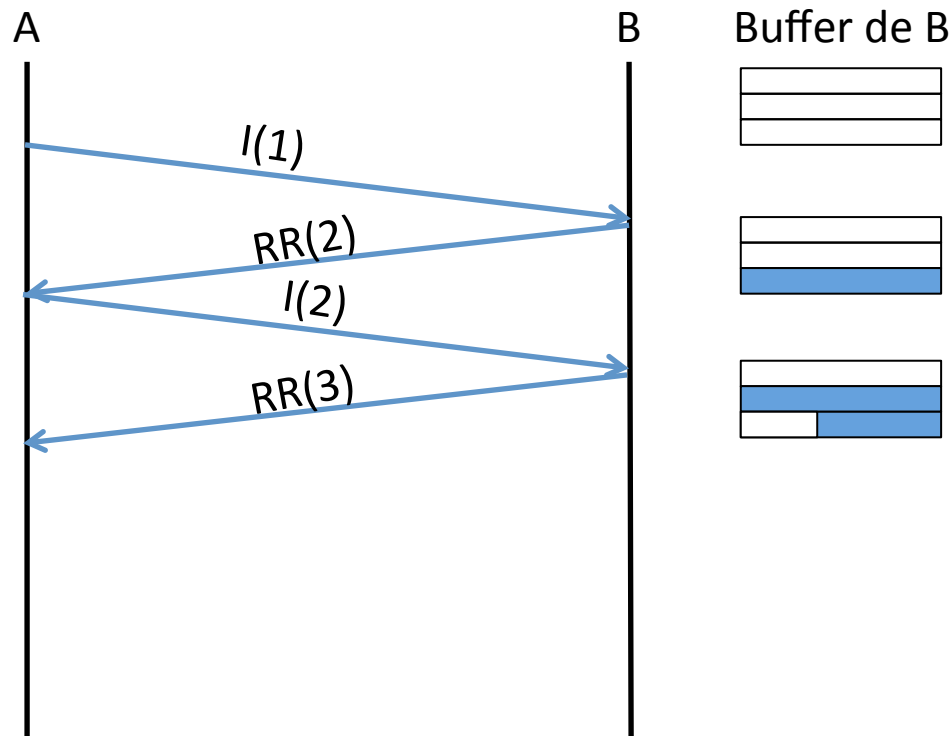 A
B
Buffer de B
I(1)
RR(2)
I(2)
RR(3)